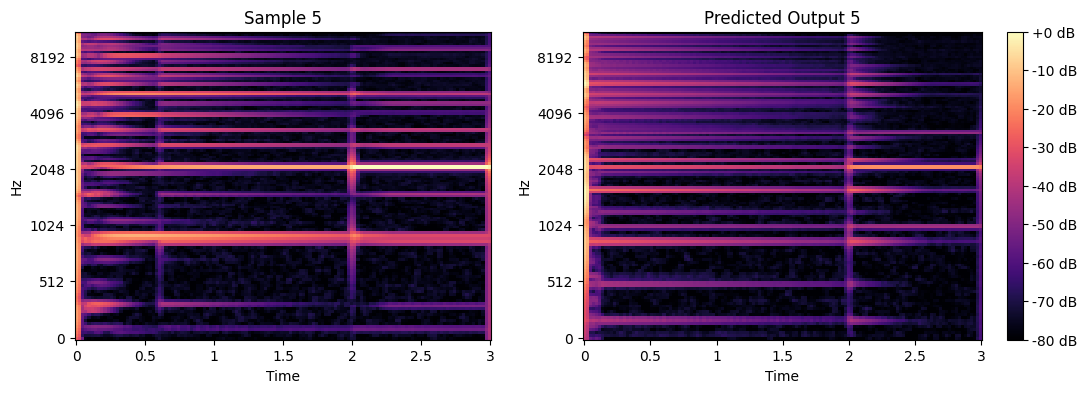 Sample 5
Predicted Output 5
8192
4096
2048
1024
512
0
Hz
0
0.5
1
1.5
2
2.5
3
Time
8192
4096
2048
1024
512
0
Hz
0
0.5
1
1.5
2
2.5
3
Time
+0 dB
-10 dB
-20 dB
-30 dB
-40 dB
-50 dB
-60 dB
-70 dB
-80 dB